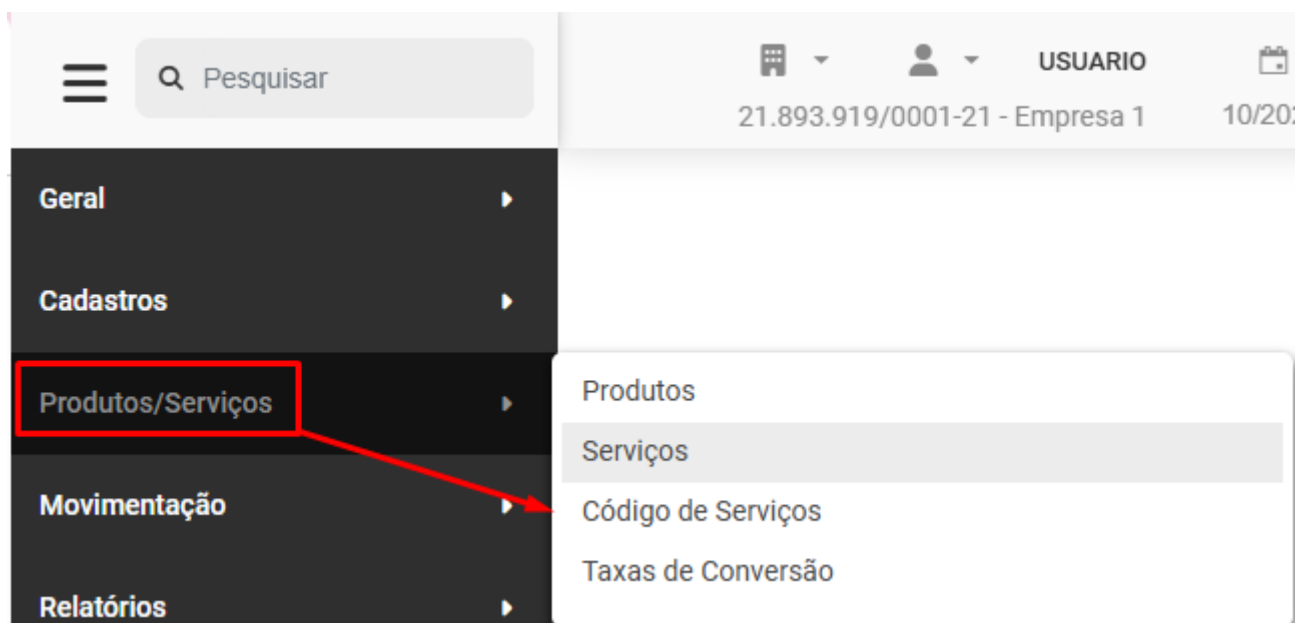 Pesquisar
USUARIO
21.893.919/0001-21 - Empresa 1
Geral
Cadastros
Produtos/Serviços
Produtos
Serviços
Código de Serviços
Taxas de Conversão
Movimentação
Relatórios